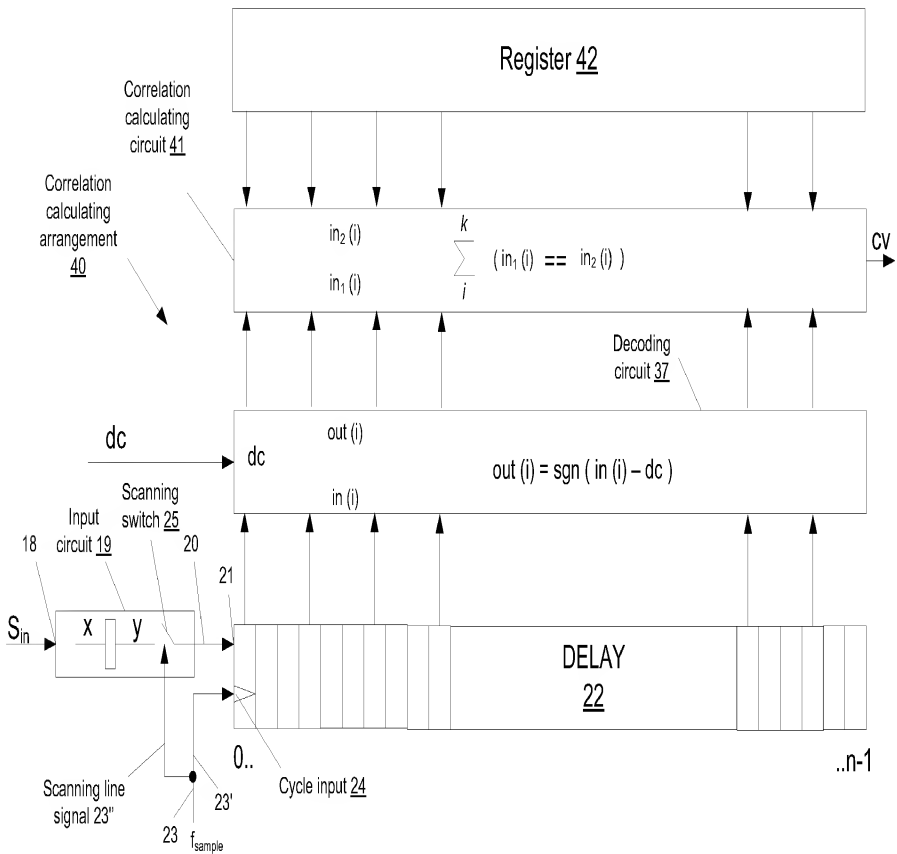 Register 42
Correlation
calculating
circuit 41
Correlation
calculating
arrangement
40
in2 (i)
in1 (i)
k
∑
i
( in1 (i) == in2 (i) )
cv
Decoding
circuit 37
dc
dc
out (i)
in (i)
out (i) = sgn ( in (i) – dc )
Scanning
switch 25
Input
circuit 19
18
20
21
Sin
x
y
DELAY
22
0..
..n-1
Cycle input 24
Scanning line
signal 23"
23
23'
fsample